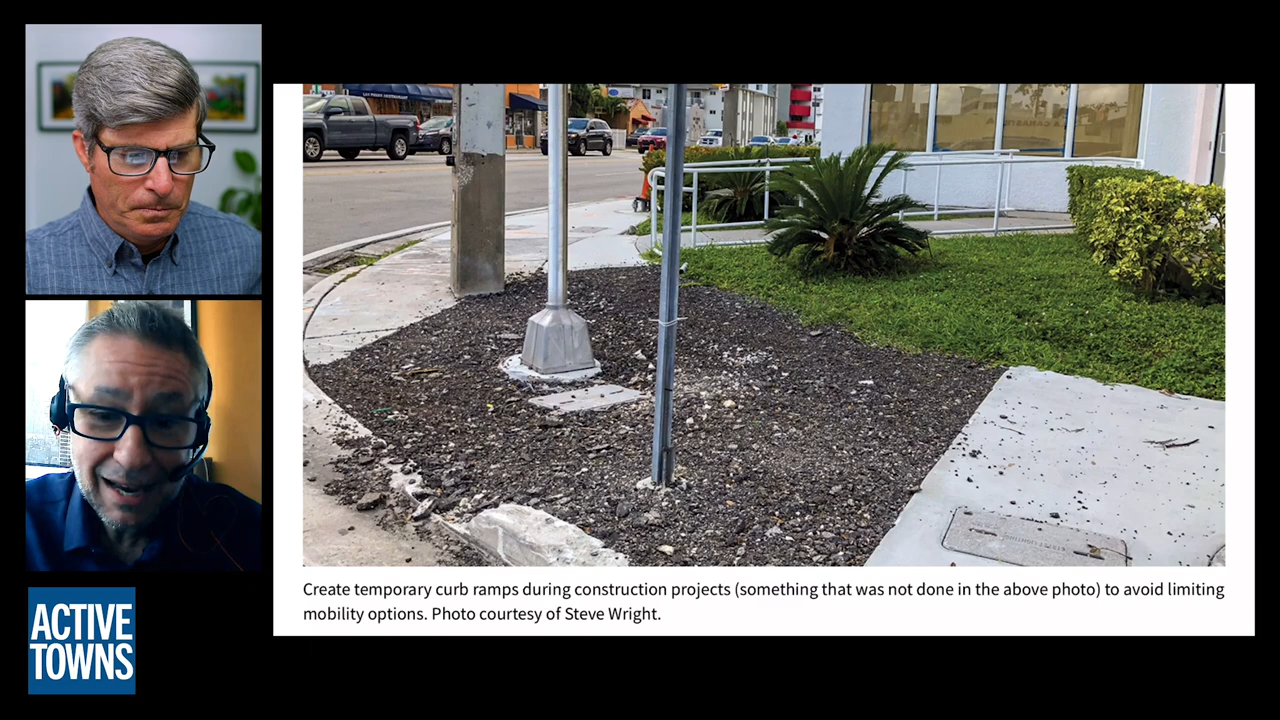 Create temporary curb ramps during construction projects (something that was not done in the above photo) to avoid limiting
mobility options. Photo courtesy of Steve Wright.
ACTIVE
TOWNS